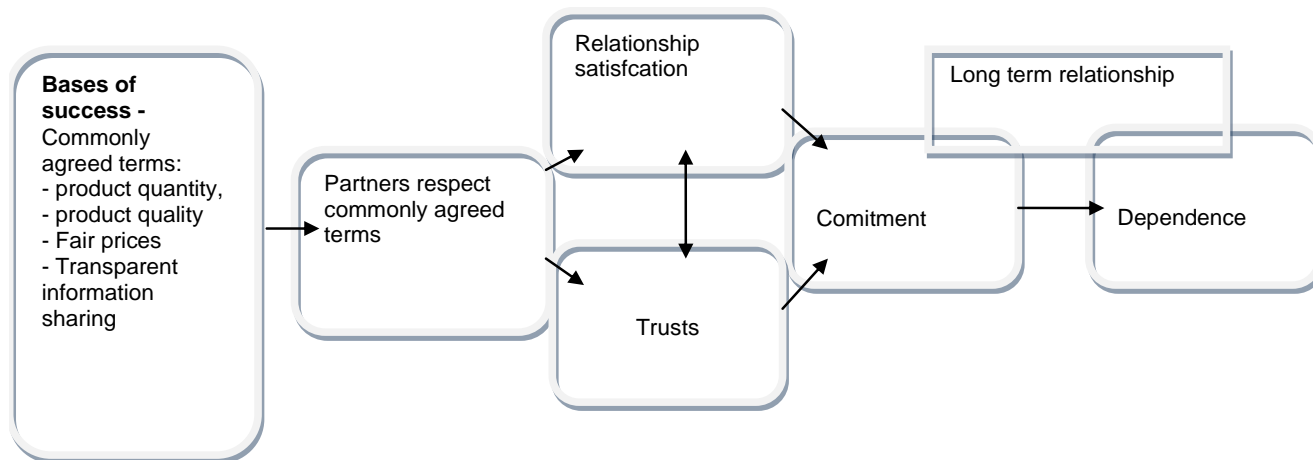 Bases of
success -
Commonly
agreed terms:
- product quantity,
- product quality
- Fair prices
- Transparent
information
sharing
Partners respect
commonly agreed
terms
Relationship
satisfcation
Trusts
Comitment
Long term relationship
Dependence